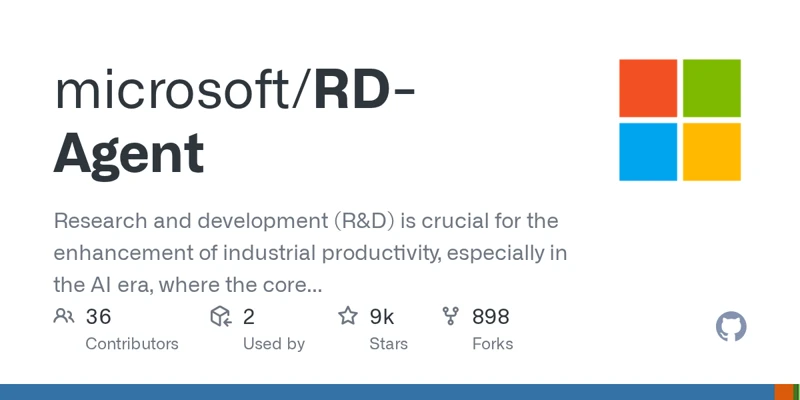 microsoft/RD-
Agent
Research and development (R&D) is crucial for the
enhancement of industrial productivity, especially in
the AI era, where the core...
36 2 9k 898
Contributors Used by Stars Forks